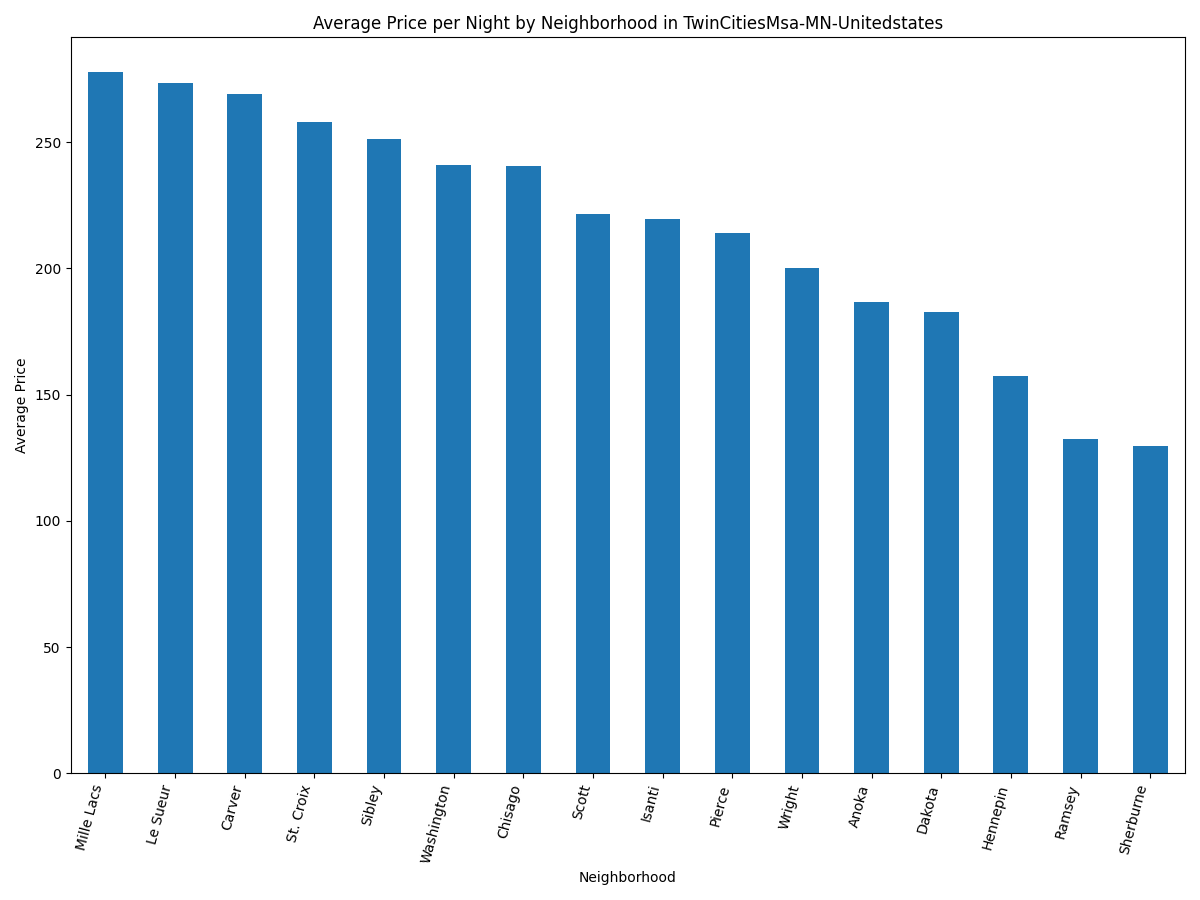 Average Price per Night by Neighborhood in TwinCitiesMsa-MN-Unitedstates
Average Price
250
200
150
100
50
0
Mille Lacs
Le Sueur
Carver
St. Croix
Sibley
Washington
Chisago
Scott
Isanti
Pierce
Wright
Anoka
Dakota
Hennepin
Ramsey
Sherburne
Neighborhood